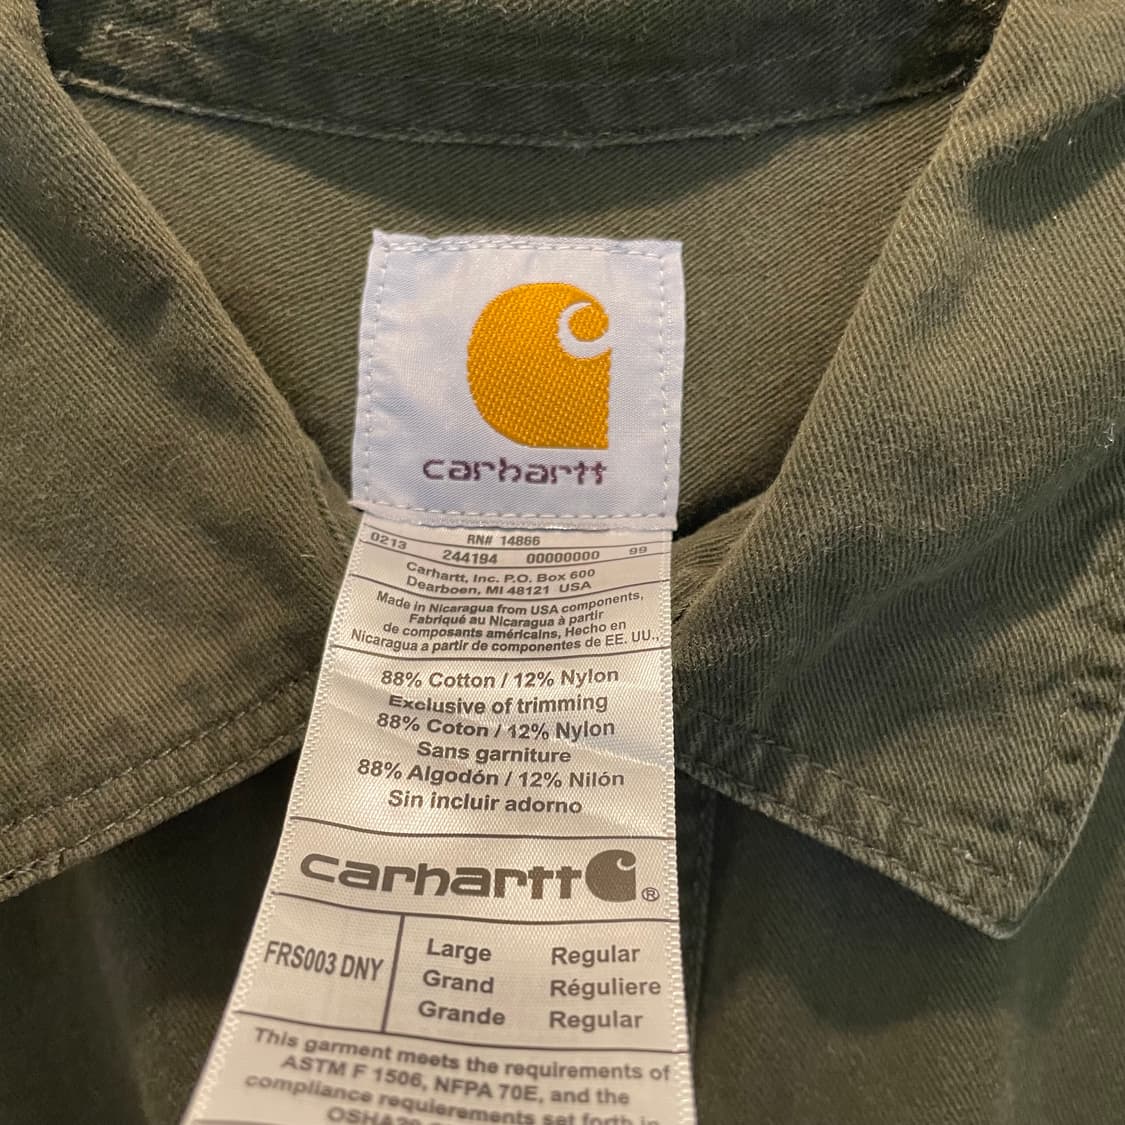 carhartt
0213 RN# 14866
244194 00000000 99
Carhartt, Inc. P.O. Box 600
Dearboen, MI 48121 USA
Made in Nicaragua from USA components,
Fabriqué au Nicaragua à partir
de composants américains, Hecho en
Nicaragua a partir de componentes de EE. UU.,
88% Cotton / 12% Nylon
Exclusive of trimming
88% Coton / 12% Nylon
Sans garniture
88% Algodón / 12% Nilón
Sin incluir adorno
carhartt ®
FRS003 DNY
Large Regular
Grand Réguliere
Grande Regular
This garment meets the requirements of
ASTM F 1506, NFPA 70E, and the
compliance requierements set forth in